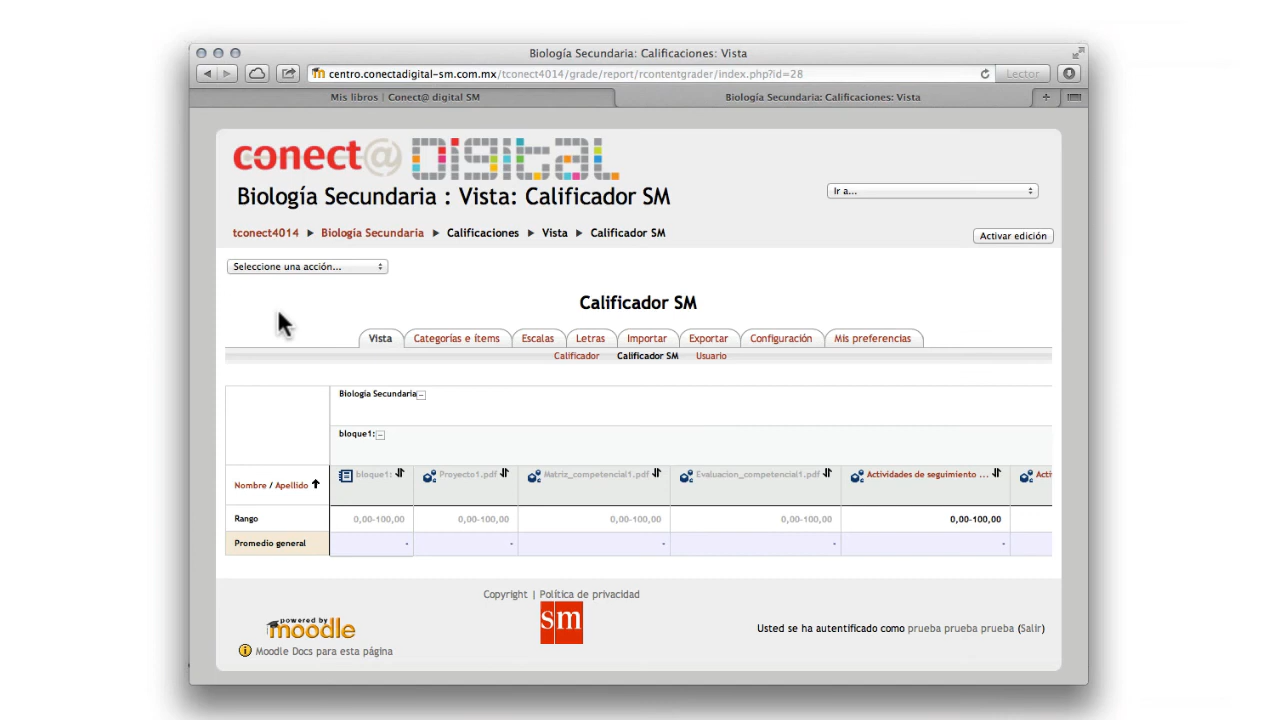 Biología Secundaria: Calificaciones: Vista
centro.conectadigital-sm.com.mx/tconect4014/grade/report/rcontentgrader/index.php?id=28
Lector
Mis libros | Conect@ digital SM
Biología Secundaria: Calificaciones: Vista
conect@ DIGITAL
Biología Secundaria : Vista: Calificador SM
Ir a...
tconect4014 ► Biología Secundaria ► Calificaciones ► Vista ► Calificador SM
Activar edición
Seleccione una acción...
Calificador SM
Vista Categorías e ítems Escalas Letras Importar Exportar Configuración Mis preferencias
Calificador Calificador SM Usuario
Biología Secundaria
bloque1:
Nombre / Apellido bloque1: Proyecto1.pdf Matriz_competencial1.pdf Evaluacion_competencial1.pdf Actividades de seguimiento ... Acti
Rango 0,00-100,00 0,00-100,00 0,00-100,00 0,00-100,00 0,00-100,00
Promedio general - - - - -
Copyright | Política de privacidad
sm
powered by
moodle
Usted se ha autentificado como prueba prueba prueba (Salir)
Moodle Docs para esta página